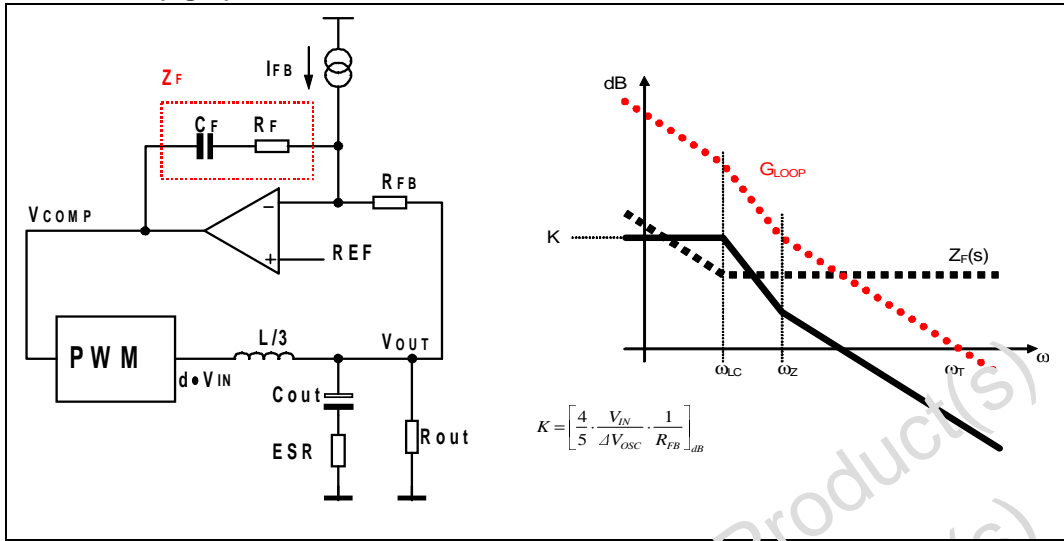 IFB
ZF
CF
RF
RFB
VCOMP
REF
PWM
d•VIN
L/3
VOUT
Cout
ESR
Rout
dB
GLOOP
K
ZF(s)
ωLC
ωZ
ωT
ω
K = [4/5 · VIN/ΔVOSC · 1/RFB]dB
Product(s)
(s)